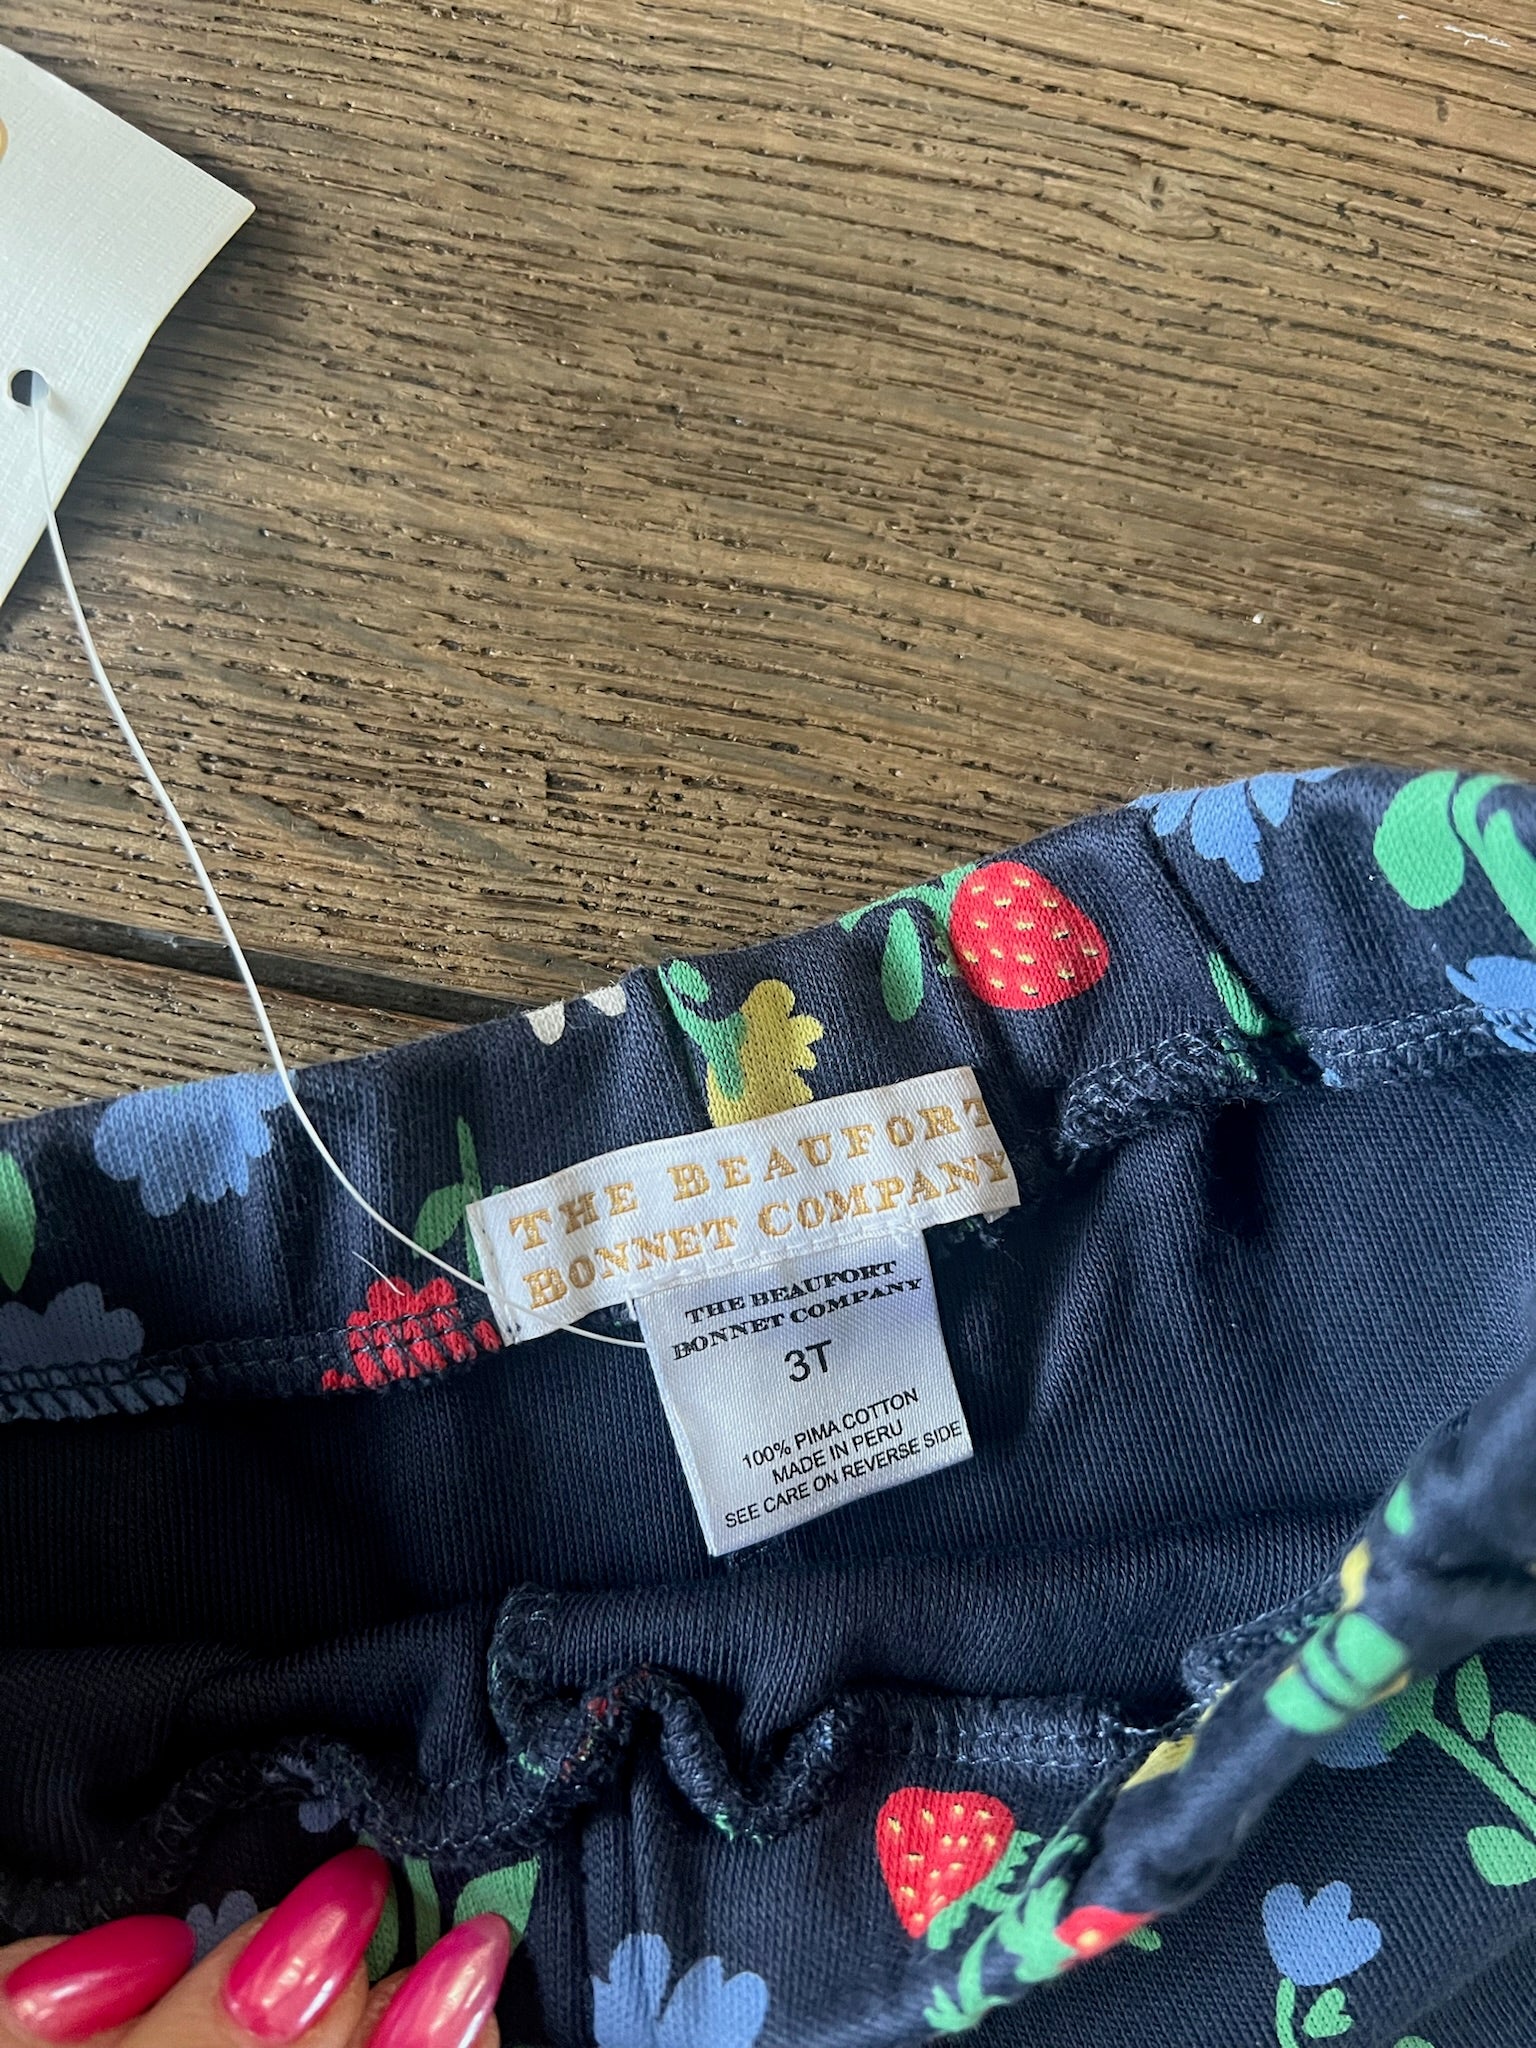 THE BEAUFORT
BONNET COMPANY
THE BEAUFORT
BONNET COMPANY
3T
100% PIMA COTTON
MADE IN PERU
SEE CARE ON REVERSE SIDE